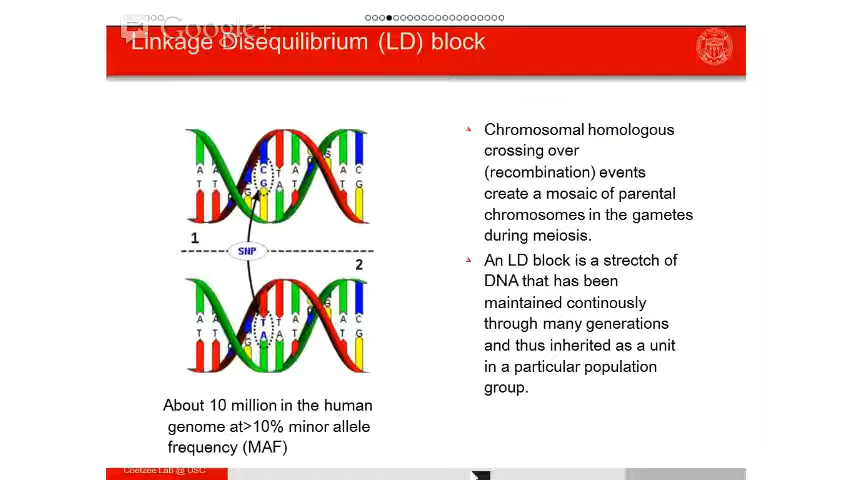 Google+
Linkage Disequilibrium (LD) block
Chromosomal homologous
crossing over
(recombination) events
create a mosaic of parental
chromosomes in the gametes
during meiosis.
An LD block is a strectch of
DNA that has been
maintained continously
through many generations
and thus inherited as a unit
in a particular population
group.
C
G
A A
T T
T A
A C
T G
1
SNP
2
T
A
A A
T T
T A
A C
T G
About 10 million in the human
genome at>10% minor allele
frequency (MAF)
Coetzee Lab @ USC